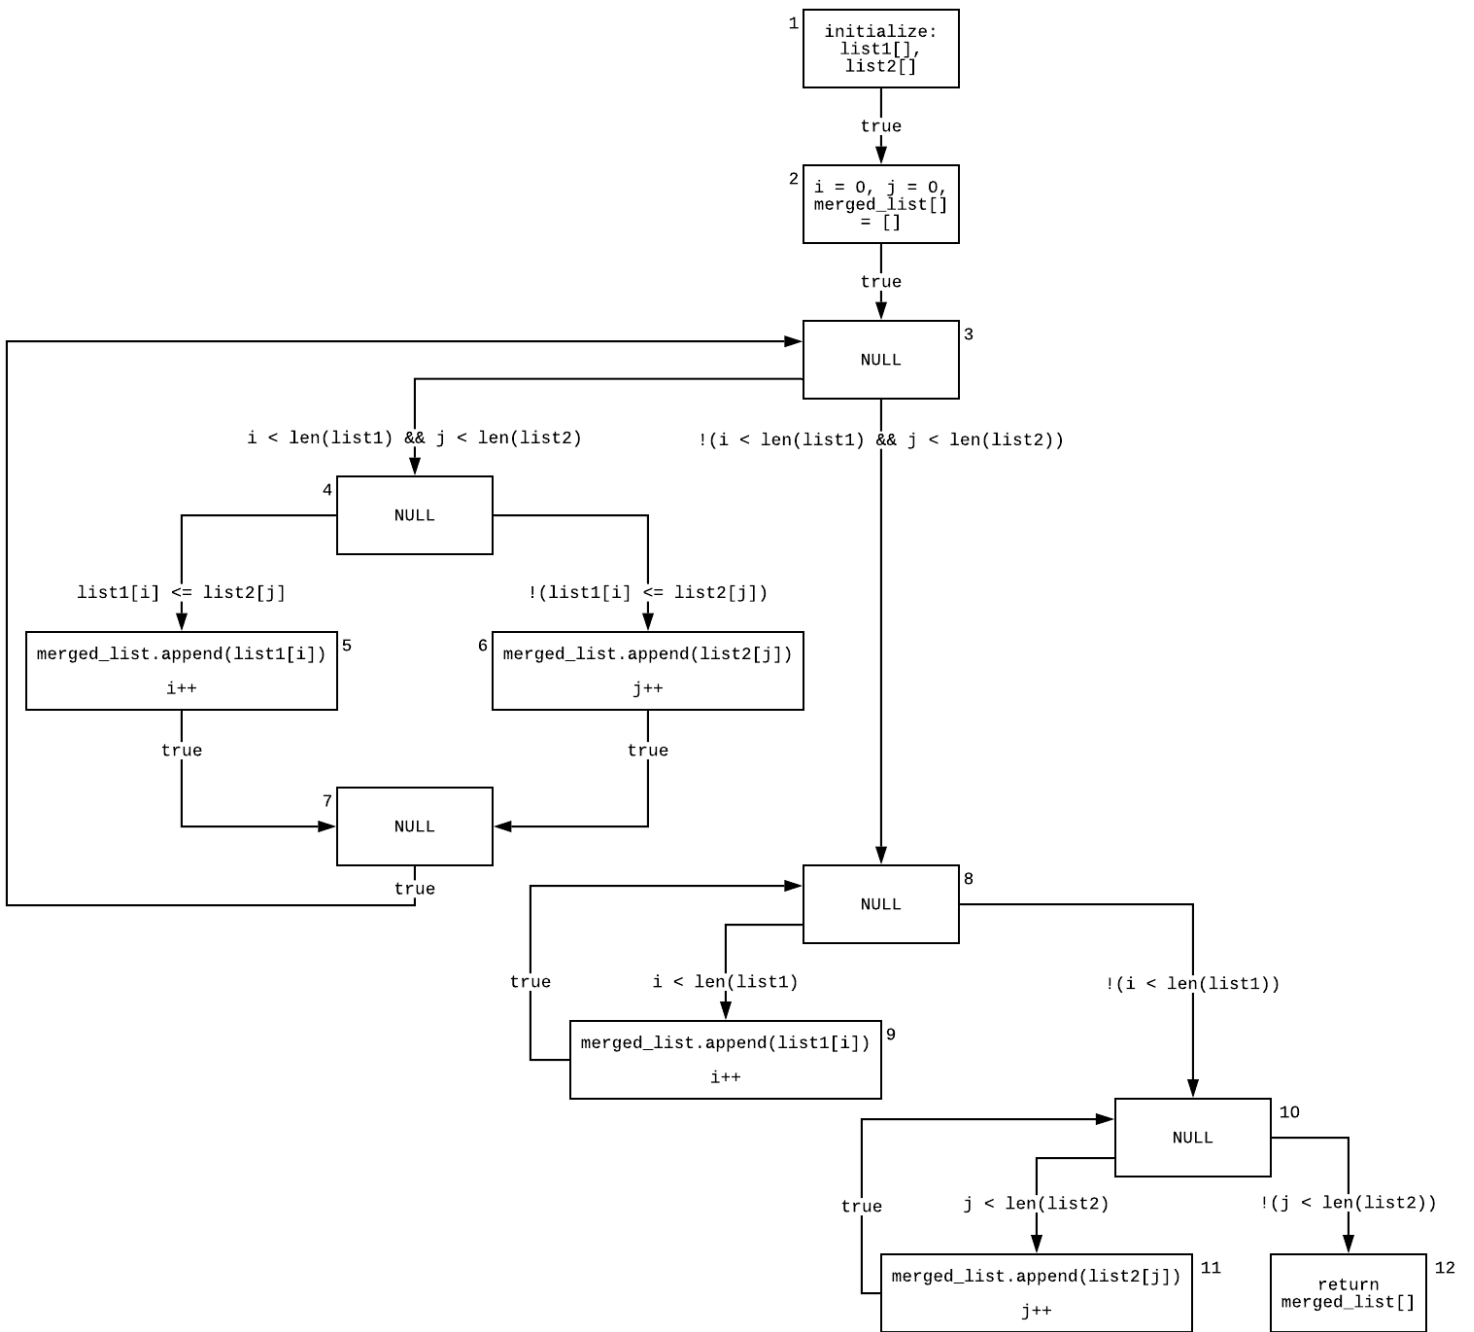 1
initialize:
list1[],
list2[]
true
2
i = 0, j = 0,
merged_list[]
= []
true
3
NULL
i < len(list1) && j < len(list2)
!(i < len(list1) && j < len(list2))
4
NULL
list1[i] <= list2[j]
!(list1[i] <= list2[j])
5
merged_list.append(list1[i])
i++
6
merged_list.append(list2[j])
j++
true
true
7
NULL
true
8
NULL
true
i < len(list1)
!(i < len(list1))
9
merged_list.append(list1[i])
i++
10
NULL
true
j < len(list2)
!(j < len(list2))
11
merged_list.append(list2[j])
j++
12
return
merged_list[]